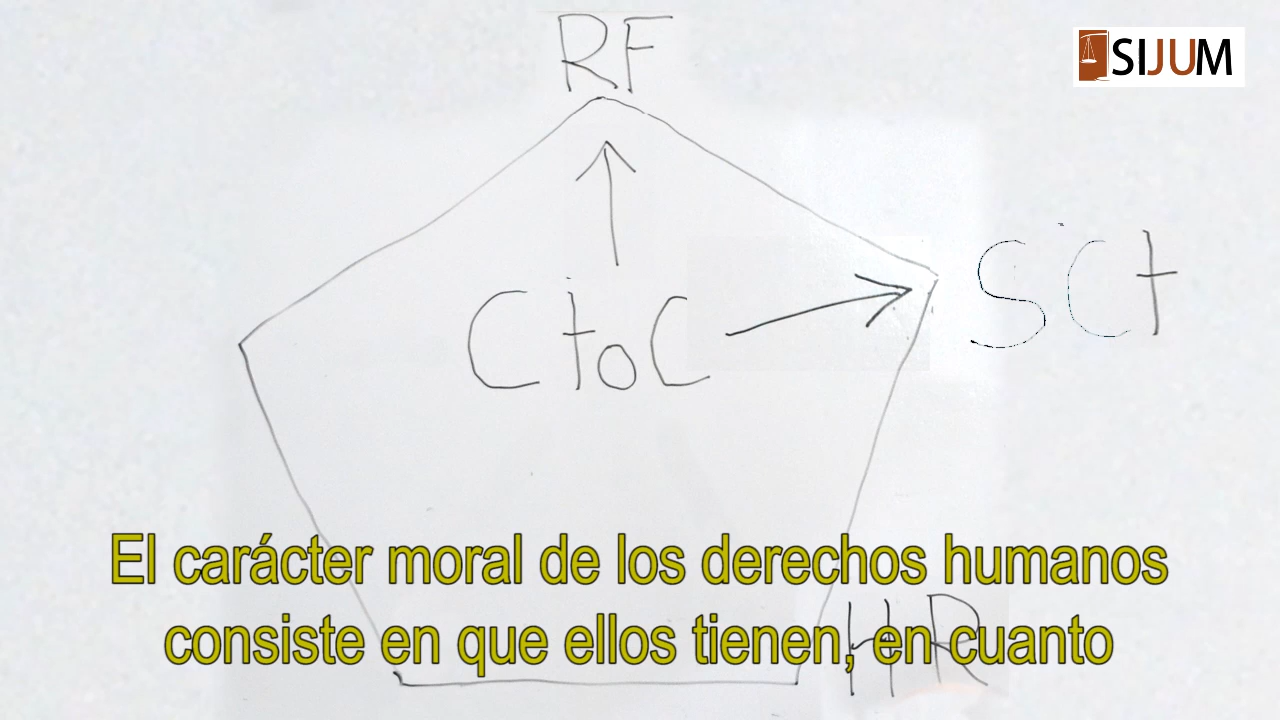 RF
SIJUM
SCt
CtoC
El carácter moral de los derechos humanos
consiste en que ellos tienen, en cuanto
HR